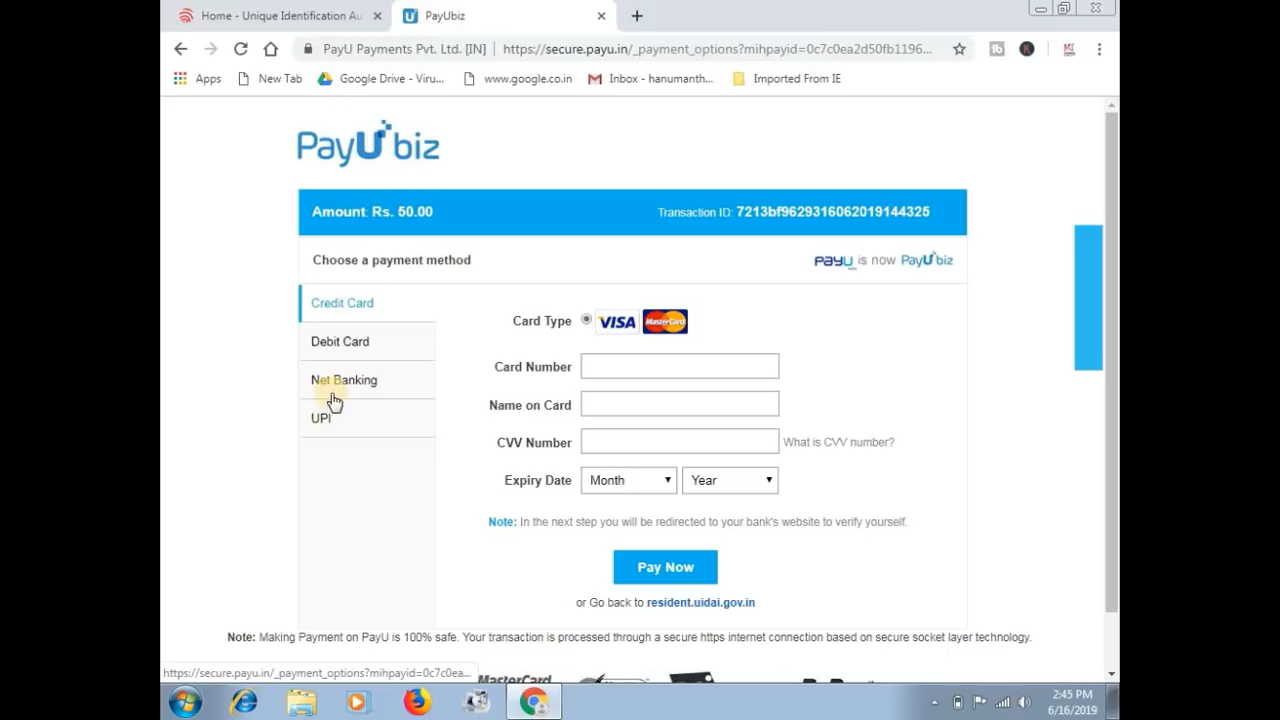 Home - Unique Identification Au
PayUbiz
PayU Payments Pvt. Ltd. [IN] https://secure.payu.in/_payment_options?mihpayid=0c7c0ea2d50fb1196...
Apps New Tab Google Drive - Viru... www.google.co.in Inbox - hanumanth... Imported From IE
PayUbiz
Amount: Rs. 50.00 Transaction ID: 7213bf9629316062019144325
Choose a payment method
PayU is now PayUbiz
Credit Card
Debit Card
Net Banking
UPI
Card Type VISA MasterCard
Card Number
Name on Card
CVV Number What is CVV number?
Expiry Date Month Year
Note: In the next step you will be redirected to your bank's website to verify yourself.
Pay Now
or Go back to resident.uidai.gov.in
Note: Making Payment on PayU is 100% safe. Your transaction is processed through a secure https internet connection based on secure socket layer technology.
https://secure.payu.in/_payment_options?mihpayid=0c7c0ea...
MasterCard
2:45 PM
6/16/2019